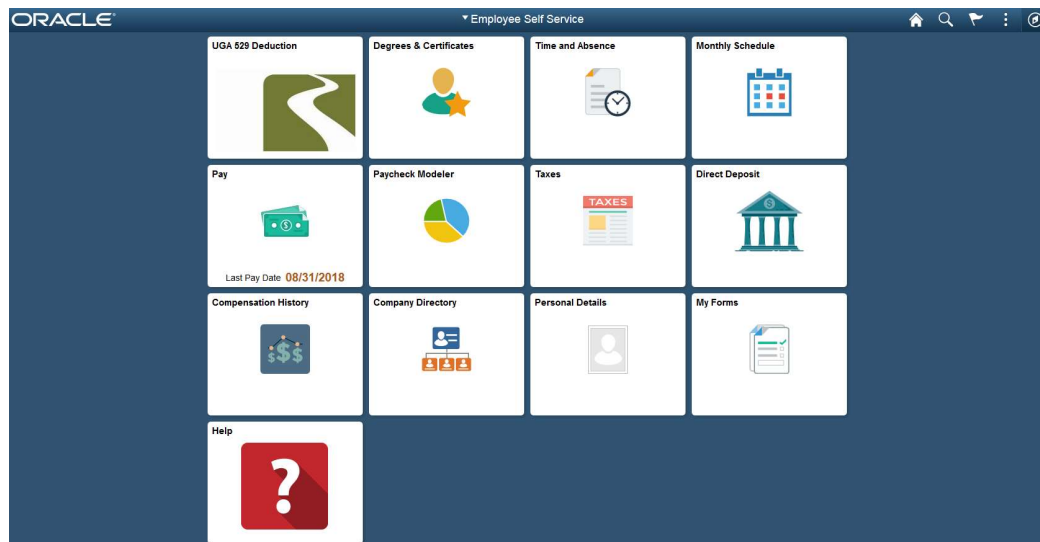 ORACLE
Employee Self Service
UGA 529 Deduction
Degrees & Certificates
Time and Absence
Monthly Schedule
Pay
Last Pay Date 08/31/2018
Paycheck Modeler
Taxes
TAXES
Direct Deposit
Compensation History
Company Directory
Personal Details
My Forms
Help